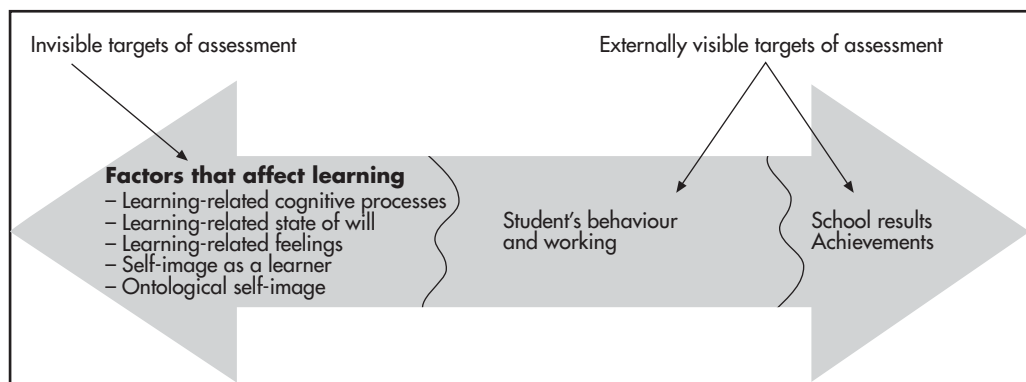 Invisible targets of assessment
Externally visible targets of assessment
Factors that affect learning
– Learning-related cognitive processes
– Learning-related state of will
– Learning-related feelings
– Self-image as a learner
– Ontological self-image
Student's behaviour
and working
School results
Achievements